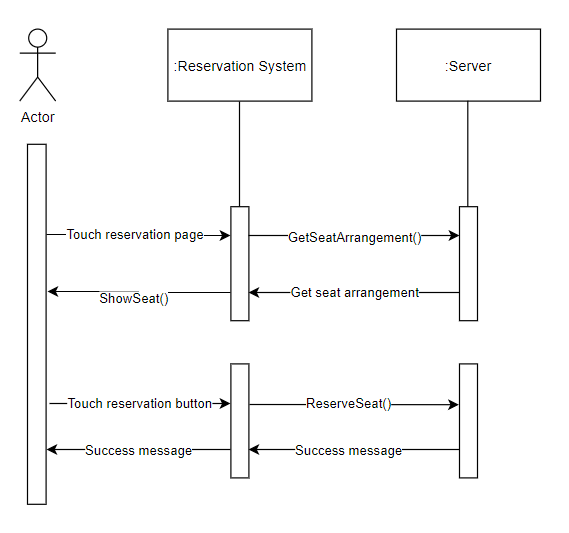 :Reservation System
:Server
Actor
Touch reservation page
GetSeatArrangement()
ShowSeat()
Get seat arrangement
Touch reservation button
ReserveSeat()
Success message
Success message